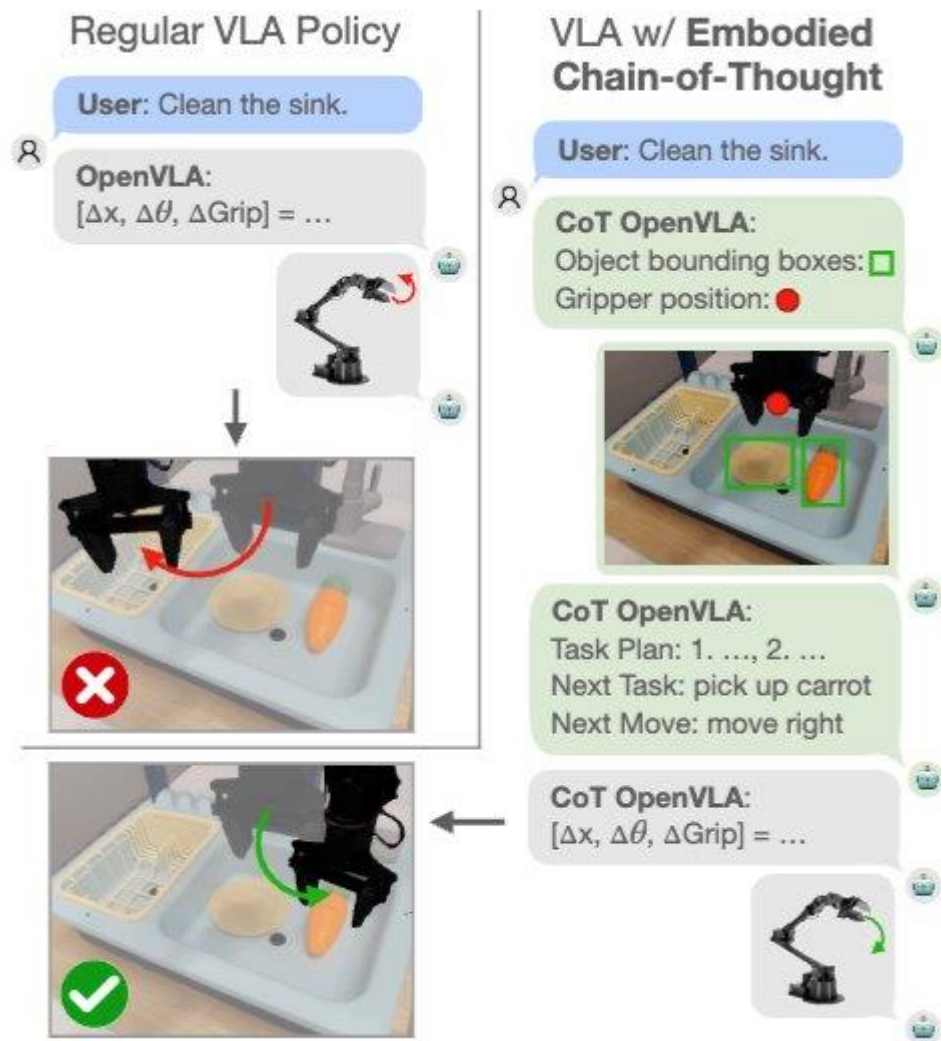 Regular VLA Policy
User: Clean the sink.
OpenVLA:
[Δx, Δθ, ΔGrip] = ...
VLA w/ Embodied
Chain-of-Thought
User: Clean the sink.
CoT OpenVLA:
Object bounding boxes:
Gripper position:
CoT OpenVLA:
Task Plan: 1. ..., 2. ...
Next Task: pick up carrot
Next Move: move right
CoT OpenVLA:
[Δx, Δθ, ΔGrip] = ...